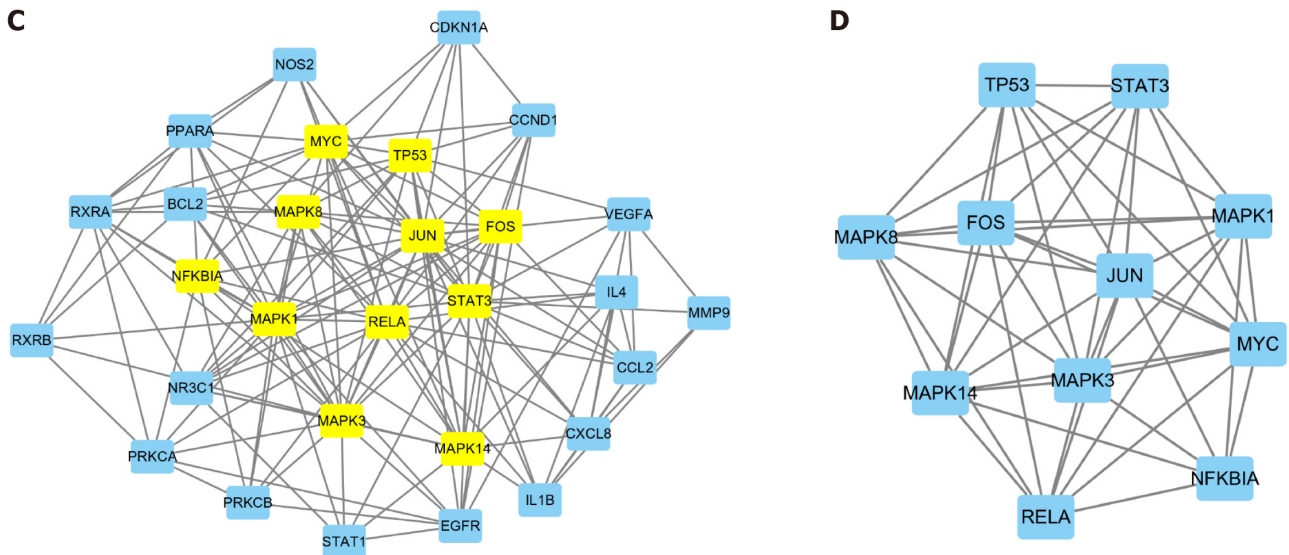 C
CDKN1A
NOS2
PPARA
CCND1
MYC
TP53
RXRA
BCL2
MAPK8
VEGFA
FOS
JUN
NFKBIA
IL4
STAT3
MAPK1
RELA
MMP9
RXRB
CCL2
NR3C1
MAPK3
CXCL8
MAPK14
PRKCA
PRKCB
IL1B
EGFR
STAT1
D
TP53
STAT3
MAPK1
FOS
MAPK8
JUN
MYC
MAPK3
MAPK14
NFKBIA
RELA